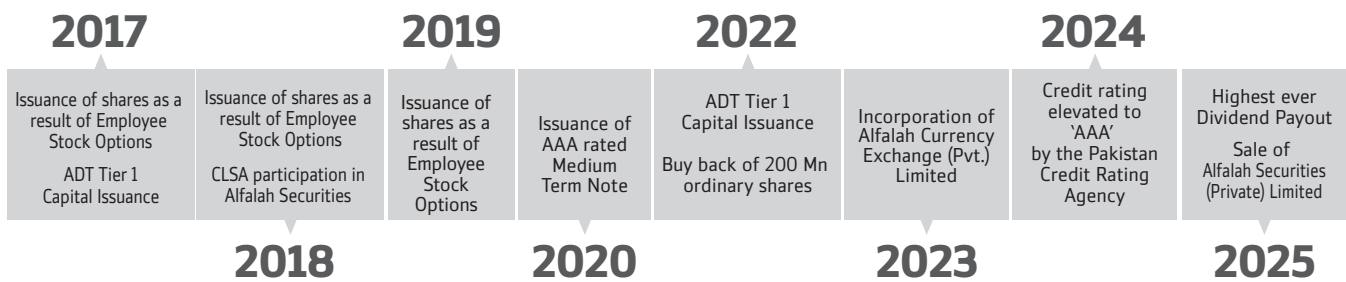 2017
Issuance of shares as a
result of Employee
Stock Options
ADT Tier 1
Capital Issuance
Issuance of shares as a
result of Employee
Stock Options
CLSA participation in
Alfalah Securities
2018
2019
Issuance of
shares as a
result of
Employee
Stock
Options
Issuance of
AAA rated
Medium
Term Note
2020
2022
ADT Tier 1
Capital Issuance
Buy back of 200 Mn
ordinary shares
Incorporation of
Alfalah Currency
Exchange (Pvt.)
Limited
2023
2024
Credit rating
elevated to
‘AAA’
by the Pakistan
Credit Rating
Agency
Highest ever
Dividend Payout
Sale of
Alfalah Securities
(Private) Limited
2025